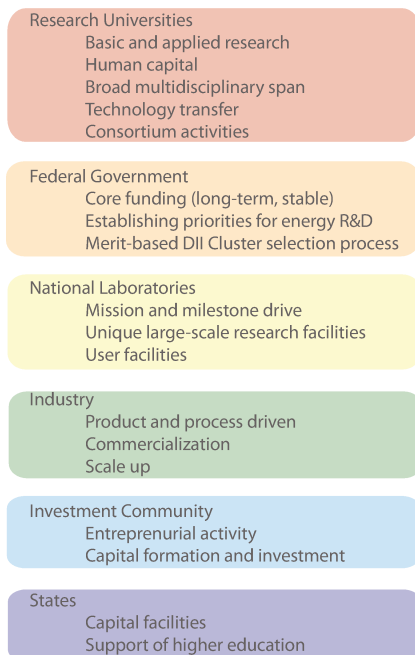 Research Universities
Basic and applied research
Human capital
Broad multidisciplinary span
Technology transfer
Consortium activities
Federal Government
Core funding (long-term, stable)
Establishing priorities for energy R&D
Merit-based DII Cluster selection process
National Laboratories
Mission and milestone drive
Unique large-scale research facilities
User facilities
Industry
Product and process driven
Commercialization
Scale up
Investment Community
Entreprenurial activity
Capital formation and investment
States
Capital facilities
Support of higher education